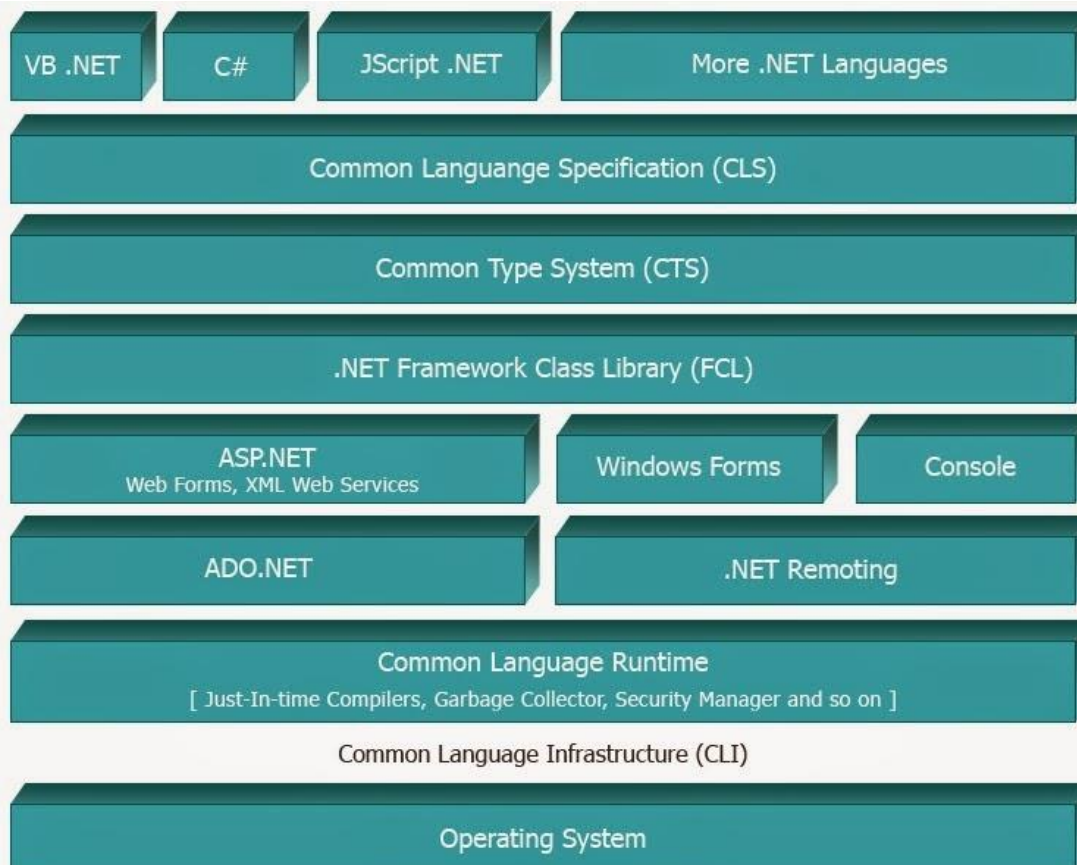 VB .NET
C#
JScript .NET
More .NET Languages
Common Languange Specification (CLS)
Common Type System (CTS)
.NET Framework Class Library (FCL)
ASP.NET
Web Forms, XML Web Services
Windows Forms
Console
ADO.NET
.NET Remoting
Common Language Runtime
[ Just-In-time Compilers, Garbage Collector, Security Manager and so on ]
Common Language Infrastructure (CLI)
Operating System